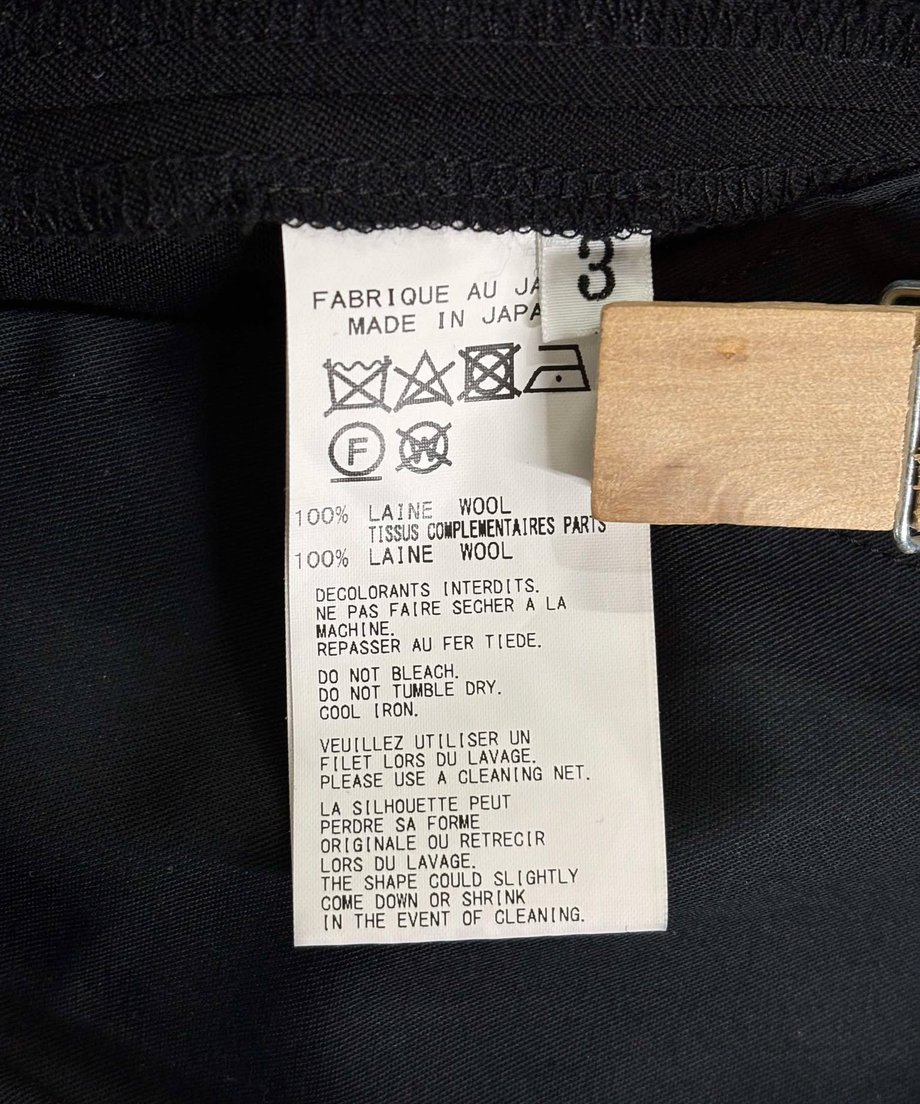 3
FABRIQUE AU JA
MADE IN JAPA
F
W
100% LAINE WOOL
TISSUS COMPLEMENTAIRES PARTS
100% LAINE WOOL
DECOLORANTS INTERDITS.
NE PAS FAIRE SECHER A LA
MACHINE.
REPASSER AU FER TIEDE.
DO NOT BLEACH.
DO NOT TUMBLE DRY.
COOL IRON.
VEUILLEZ UTILISER UN
FILET LORS DU LAVAGE.
PLEASE USE A CLEANING NET.
LA SILHOUETTE PEUT
PERDRE SA FORME
ORIGINALE OU RETRECIR
LORS DU LAVAGE.
THE SHAPE COULD SLIGHTLY
COME DOWN OR SHRINK
IN THE EVENT OF CLEANING.